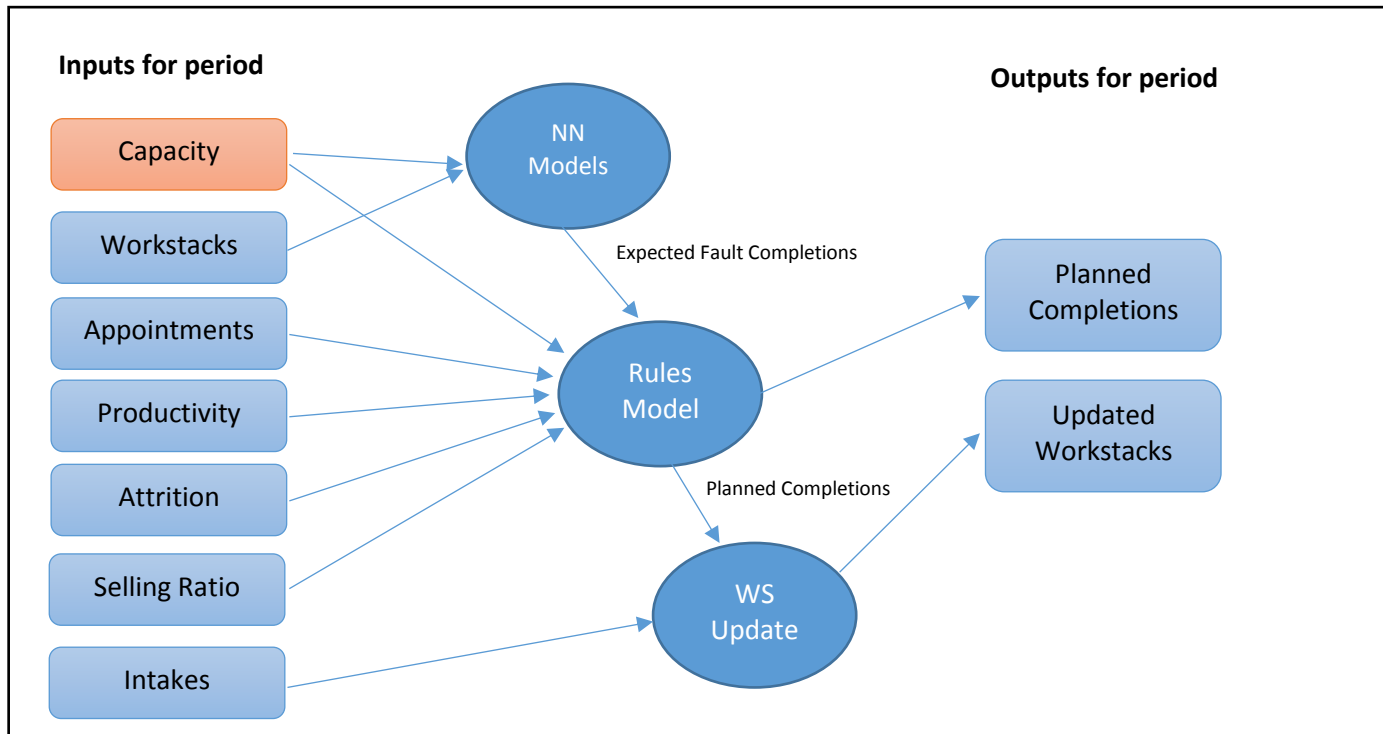 Inputs for period
Outputs for period
Capacity
Workstacks
Appointments
Productivity
Attrition
Selling Ratio
Intakes
NN
Models
Expected Fault Completions
Rules
Model
Planned Completions
WS
Update
Planned
Completions
Updated
Workstacks